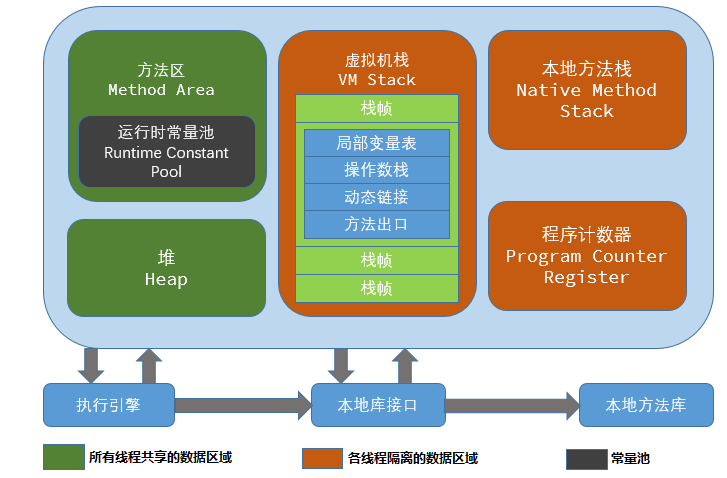 方法区
Method Area
运行时常量池
Runtime Constant
Pool
堆
Heap
虚拟机栈
VM Stack
栈帧
局部变量表
操作数栈
动态链接
方法出口
栈帧
栈帧
本地方法栈
Native Method
Stack
程序计数器
Program Counter
Register
执行引擎
本地库接口
本地方法库
所有线程共享的数据区域
各线程隔离的数据区域
常量池